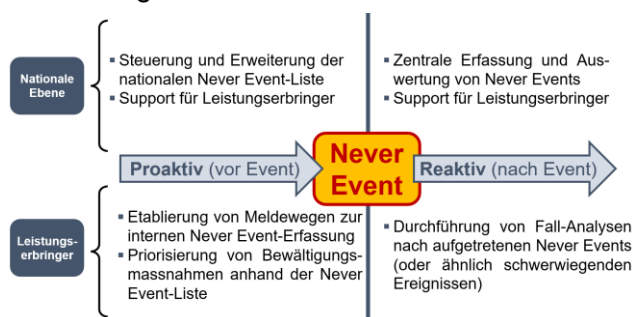 Nationale
Ebene
▪ Steuerung und Erweiterung der
nationalen Never Event-Liste
▪ Support für Leistungserbringer
▪ Zentrale Erfassung und Aus-
wertung von Never Events
▪ Support für Leistungserbringer
Proaktiv (vor Event)
Never
Event
Reaktiv (nach Event)
Leistungs-
erbringer
▪ Etablierung von Meldewegen zur
internen Never Event-Erfassung
▪ Priorisierung von Bewältigungs-
massnahmen anhand der Never
Event-Liste
▪ Durchführung von Fall-Analysen
nach aufgetretenen Never Events
(oder ähnlich schwerwiegenden
Ereignissen)